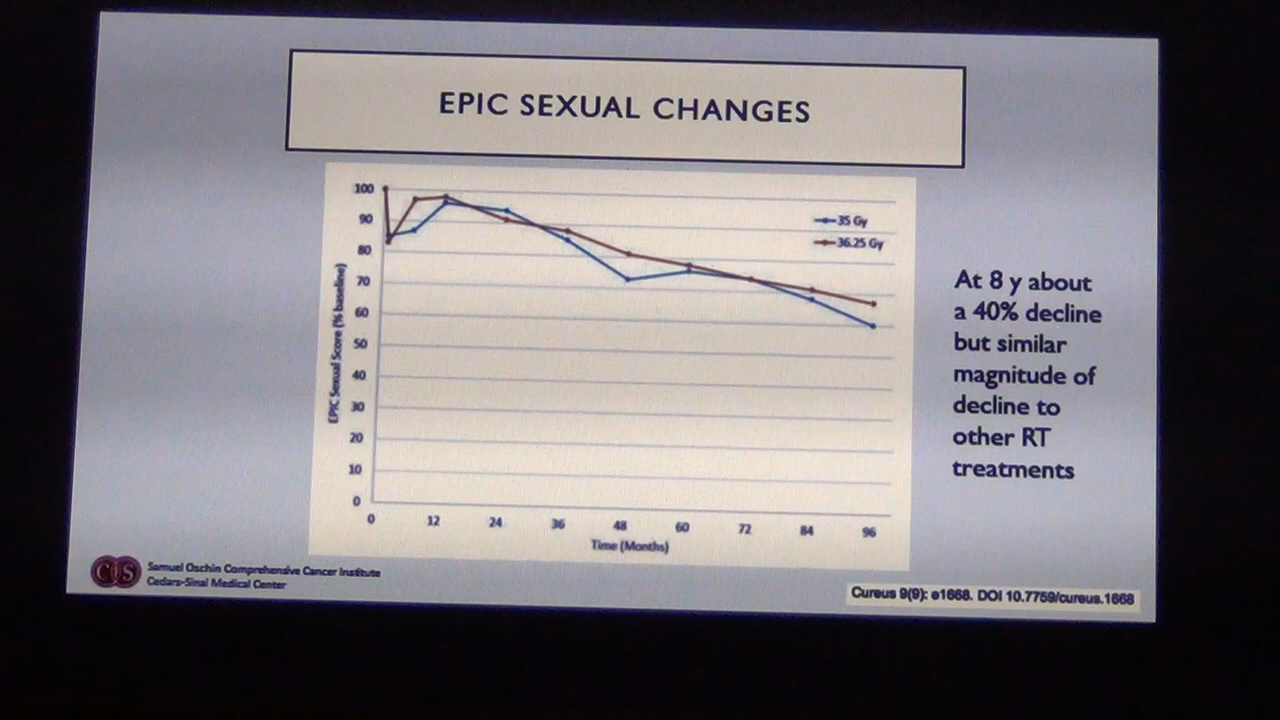 EPIC SEXUAL CHANGES
100
90
80
70
60
50
40
30
20
10
0
EPIC Sexual Score (% baseline)
35 Gy
36.25 Gy
0 12 24 36 48 60 72 84 96
Time (Months)
At 8 y about
a 40% decline
but similar
magnitude of
decline to
other RT
treatments
Samuel Oschin Comprehensive Cancer Institute
Cedars-Sinai Medical Center
Cureus 9(9): e1668. DOI 10.7759/cureus.1668